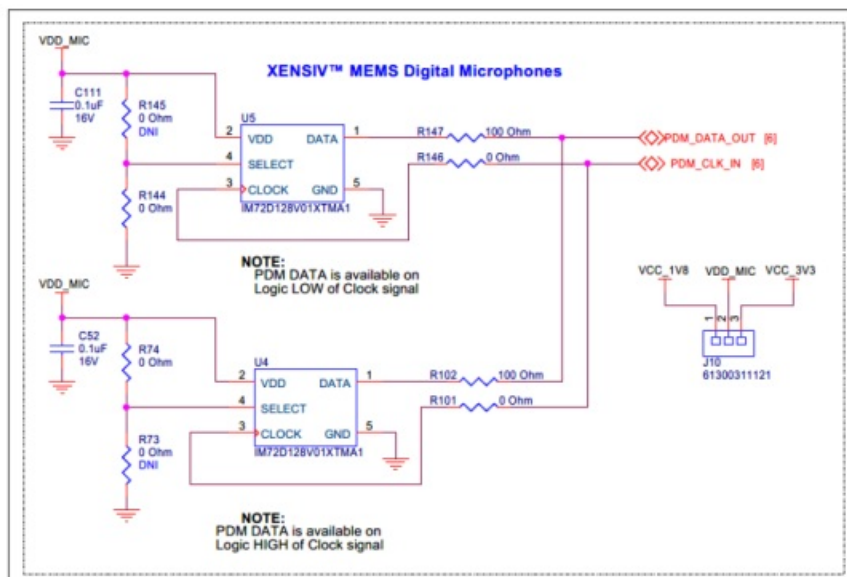 XENSIV™ MEMS Digital Microphones
VDD_MIC
C111
0.1uF
16V
R145
0 Ohm
DNI
R144
0 Ohm
U5
2 VDD DATA 1
4 SELECT
3 CLOCK GND 5
IM72D128V01XTMA1
R147 100 Ohm
R146 0 Ohm
PDM_DATA_OUT [6]
PDM_CLK_IN [6]
NOTE:
PDM DATA is available on
Logic LOW of Clock signal
VDD_MIC
C52
0.1uF
16V
R74
0 Ohm
R73
0 Ohm
DNI
U4
2 VDD DATA 1
4 SELECT
3 CLOCK GND 5
IM72D128V01XTMA1
R102 100 Ohm
R101 0 Ohm
NOTE:
PDM DATA is available on
Logic HIGH of Clock signal
VCC_1V8 VDD_MIC VCC_3V3
1 2 3
J10
61300311121